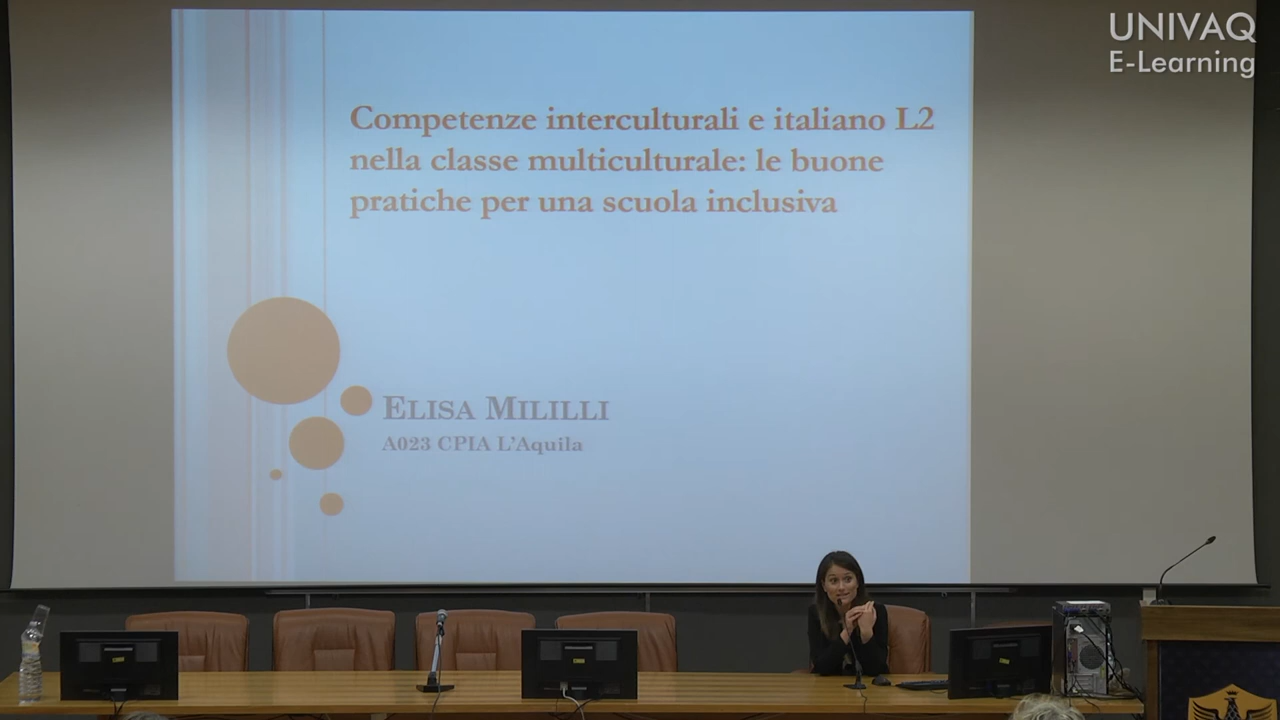 UNIVAQ
E-Learning
Competenze interculturali e italiano L2
nella classe multiculturale: le buone
pratiche per una scuola inclusiva
ELISA MILILLI
A023 CPIA L'Aquila